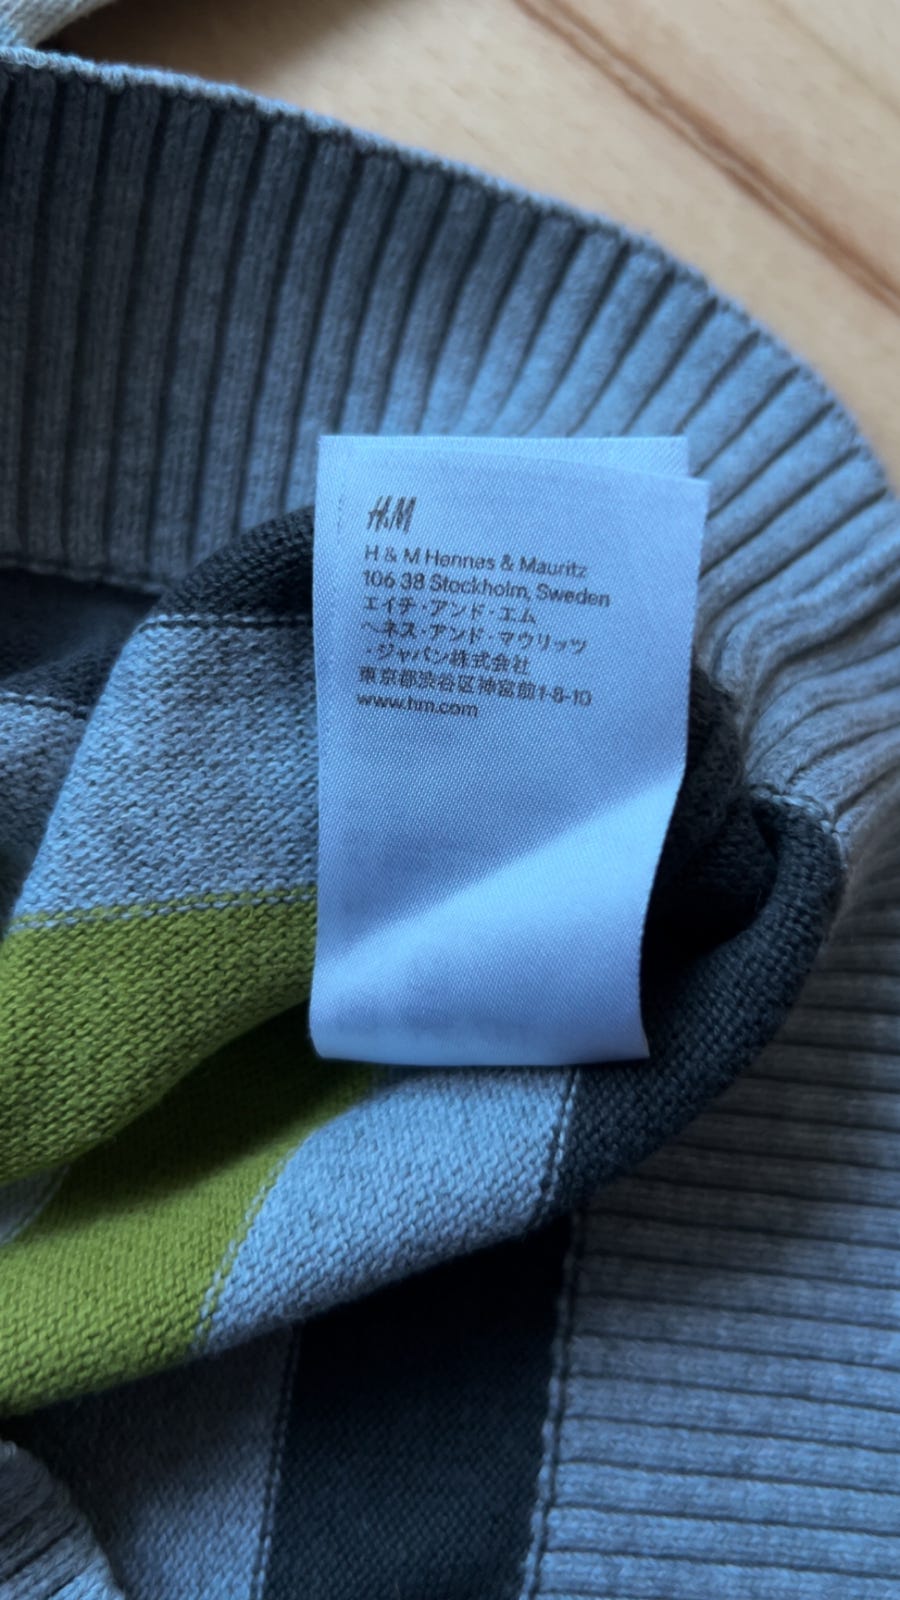 H&M
H & M Hennes & Mauritz
106 38 Stockholm, Sweden
エイチ・アンド・エム
ヘネス・アンド・マウリッツ
・ジャパン株式会社
東京都渋谷区神宮前1-8-10
www.hm.com